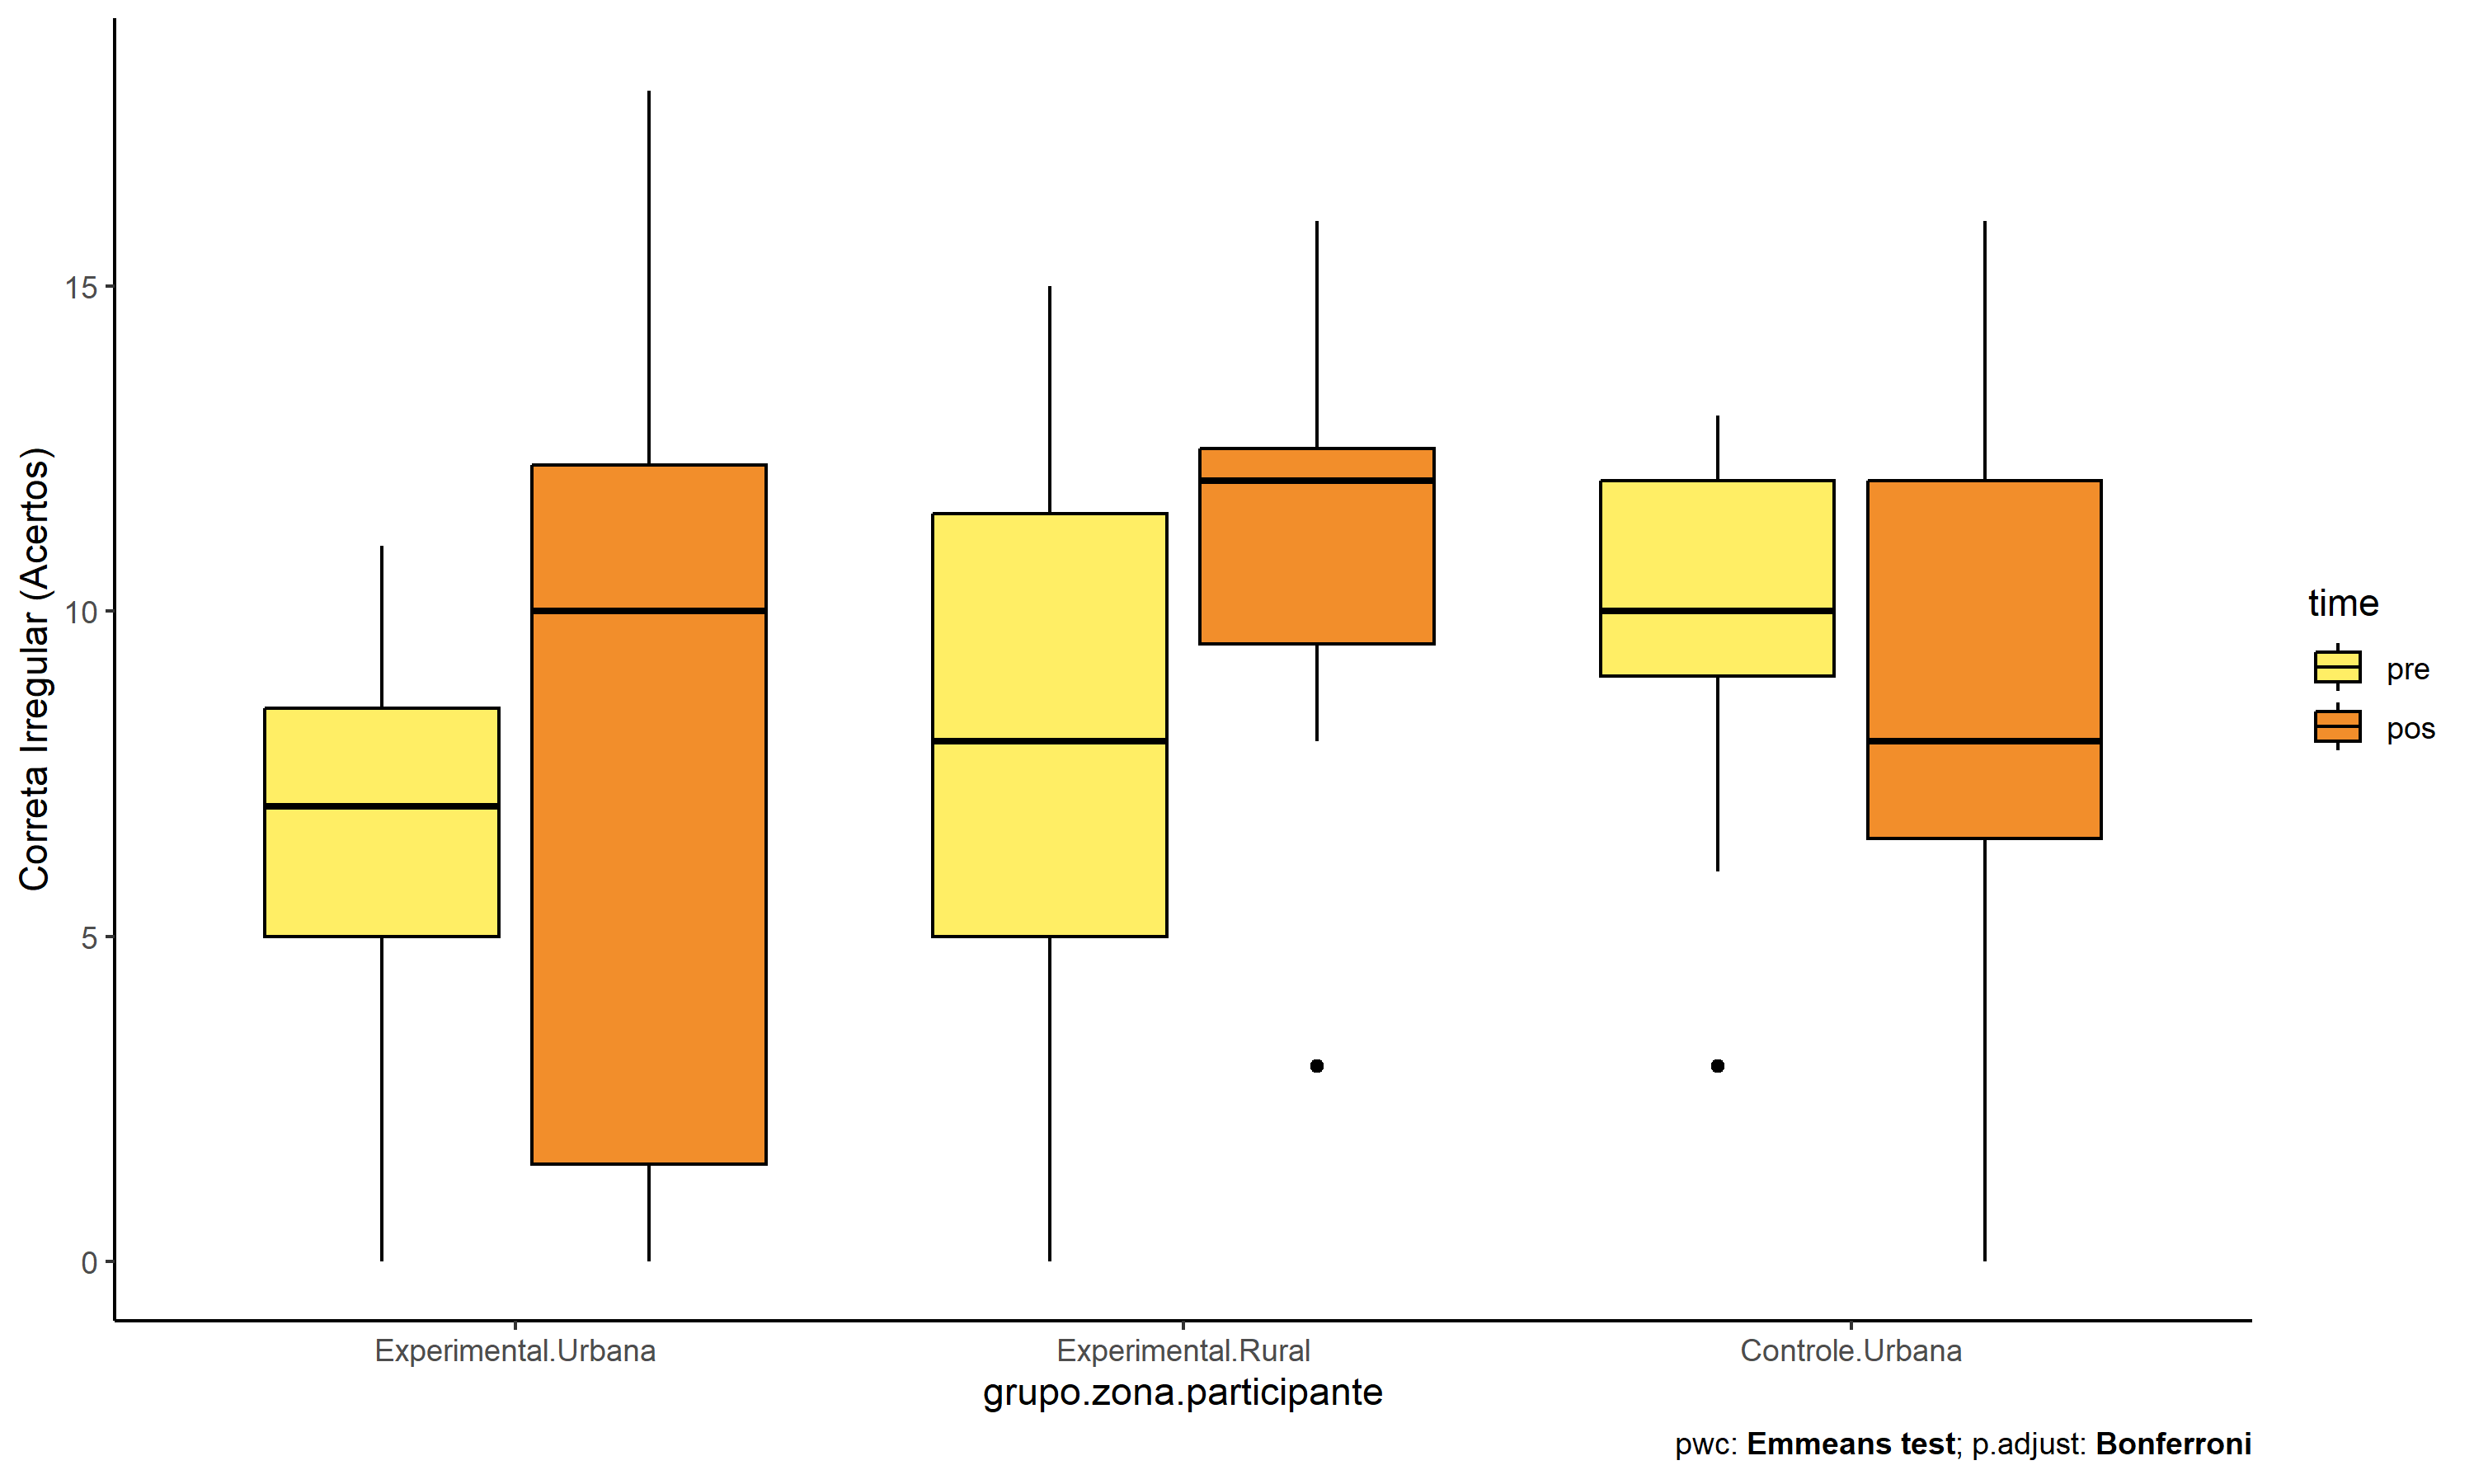 Correta Irregular (Acertos)
15
10
5
0
Experimental.Urbana
Experimental.Rural
Controle.Urbana
grupo.zona.participante
time
pre
pos
pwc: Emmeans test; p.adjust: Bonferroni